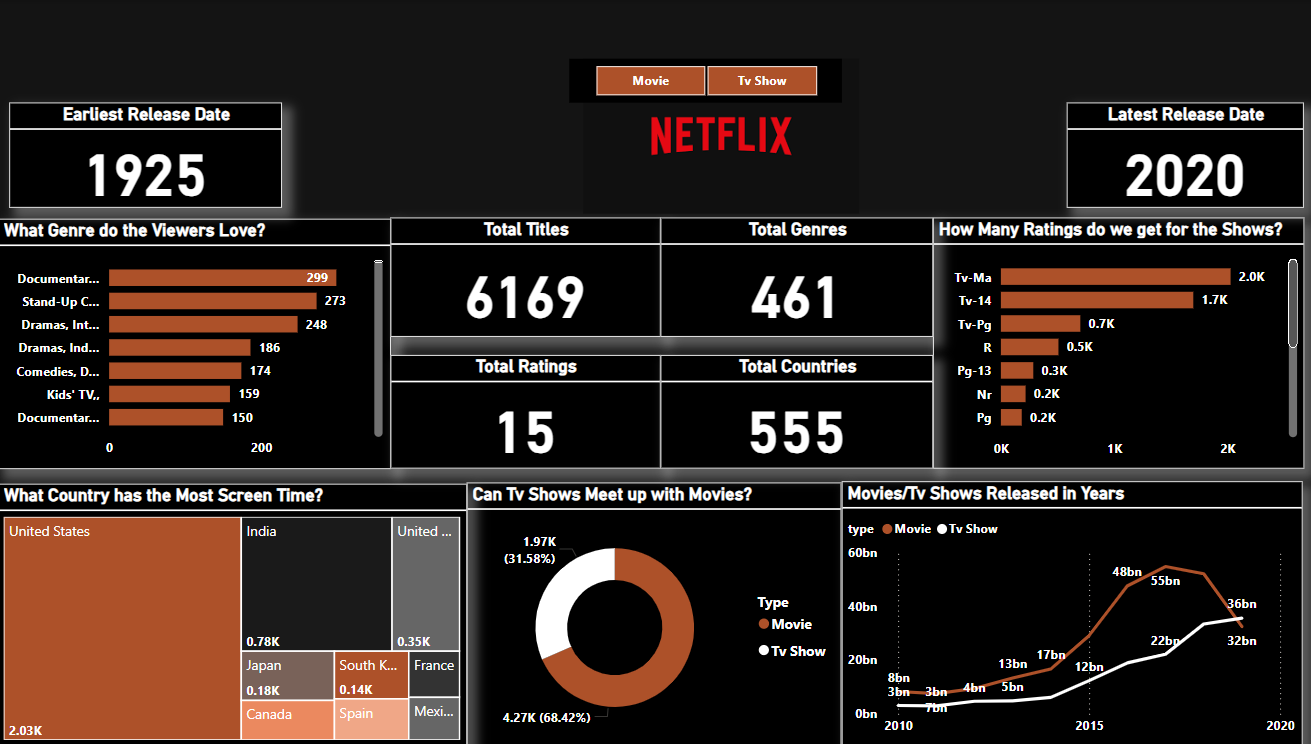 Movie
Tv Show
NETFLIX
Earliest Release Date
1925
Latest Release Date
2020
What Genre do the Viewers Love?
Documentar... 299
Stand-Up C... 273
Dramas, Int... 248
Dramas, Ind... 186
Comedies, D... 174
Kids' TV,, 159
Documentar... 150
0 200
Total Titles
6169
Total Genres
461
Total Ratings
15
Total Countries
555
How Many Ratings do we get for the Shows?
Tv-Ma 2.0K
Tv-14 1.7K
Tv-Pg 0.7K
R 0.5K
Pg-13 0.3K
Nr 0.2K
Pg 0.2K
0K 1K 2K
What Country has the Most Screen Time?
United States
2.03K
India
0.78K
United ...
0.35K
Japan
0.18K
South K...
0.14K
France
Canada
Spain
Mexi...
Can Tv Shows Meet up with Movies?
1.97K
(31.58%)
4.27K (68.42%)
Type
Movie
Tv Show
Movies/Tv Shows Released in Years
type Movie Tv Show
60bn
40bn
20bn
0bn
8bn
3bn
3bn
7bn
4bn
13bn
5bn
17bn
12bn
48bn
55bn
22bn
36bn
32bn
2010 2015 2020